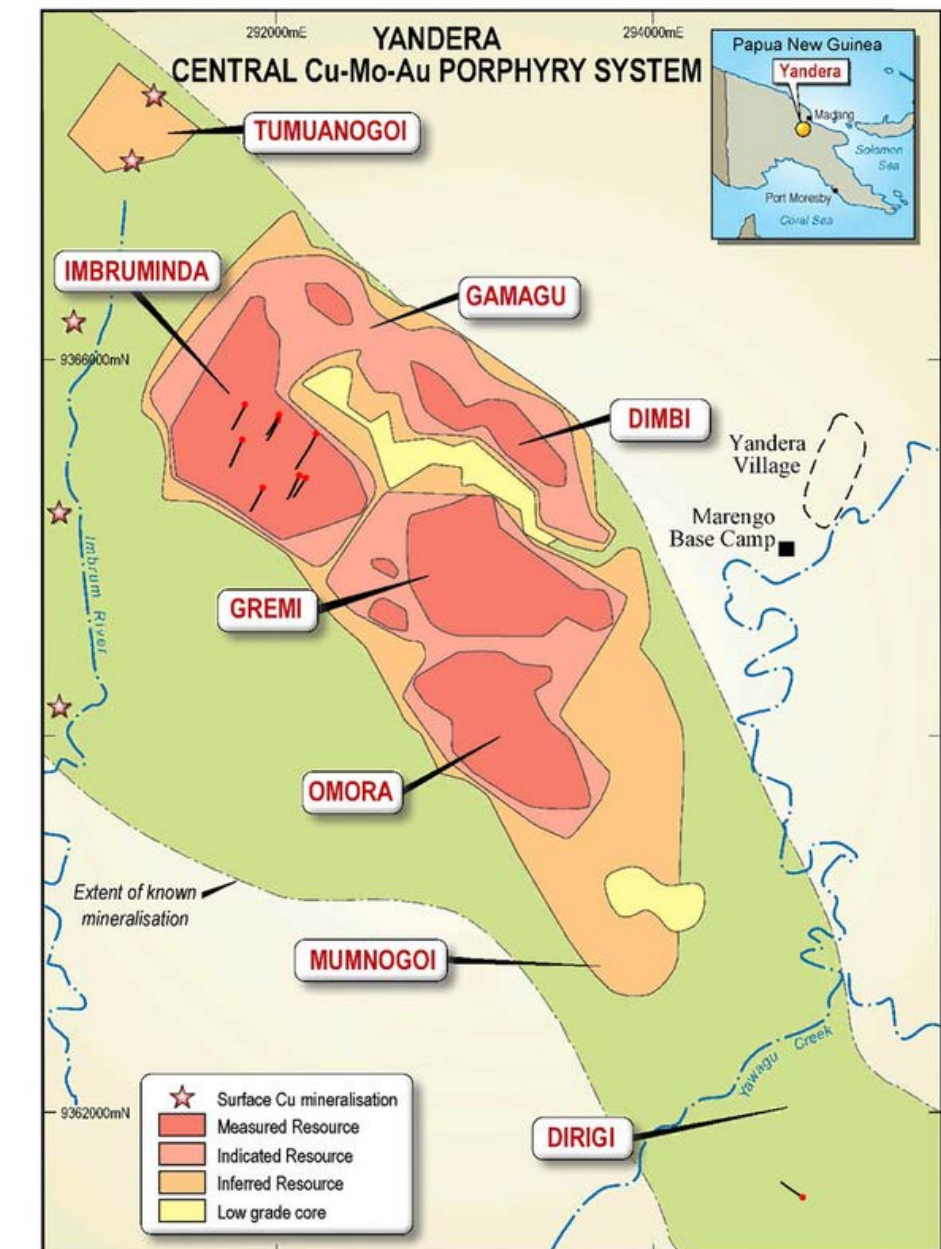 292000mE
294000mE
YANDERA
CENTRAL Cu-Mo-Au PORPHYRY SYSTEM
Papua New Guinea
Yandera
Madang
Solomon
Sea
Port Moresby
Coral Sea
TUMUANOGOI
IMBRUMINDA
GAMAGU
9366000mN
DIMBI
Yandera
Village
Marengo
Base Camp
Imbrum River
GREMI
OMORA
Extent of known
mineralisation
MUMNOGOI
Yawagu Creek
9362000mN
DIRIGI
Surface Cu mineralisation
Measured Resource
Indicated Resource
Inferred Resource
Low grade core